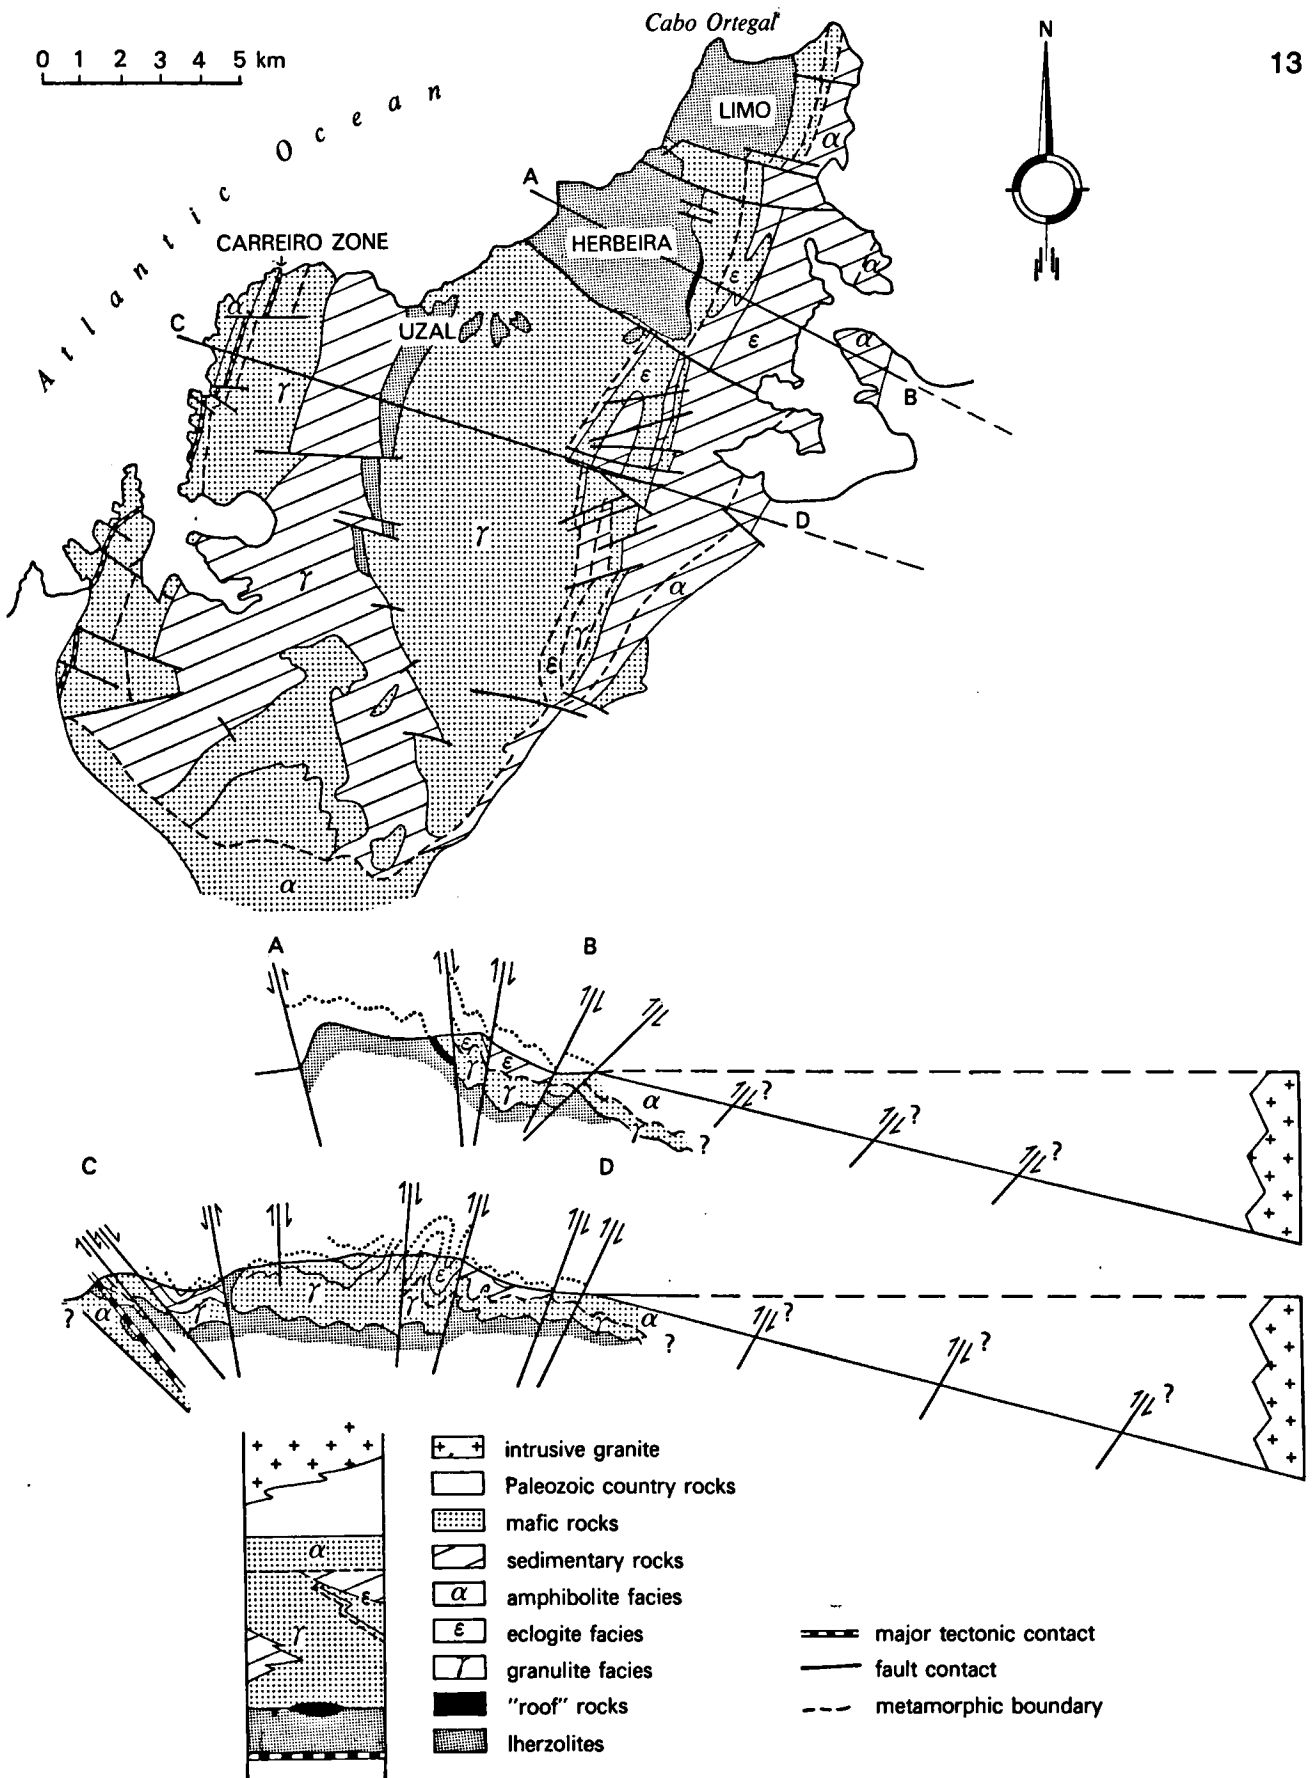 Cabo Ortegal
N
13
0 1 2 3 4 5 km
Atlantic Ocean
LIMO
α
A
HERBEIRA
CARREIRO ZONE
ε
α
α
C
UZAL
α
ε
ε
B
γ
D
γ
γ
α
γ
ε
α
A
B
ε
ε
γ
γ
α
γ
?
?
?
?
C
D
ε
γ
γ
γ
α
?
α
γ
?
?
?
?
intrusive granite
Paleozoic country rocks
mafic rocks
α
sedimentary rocks
α amphibolite facies
ε
ε eclogite facies
major tectonic contact
γ
γ granulite facies
fault contact
"roof" rocks
metamorphic boundary
lherzolites